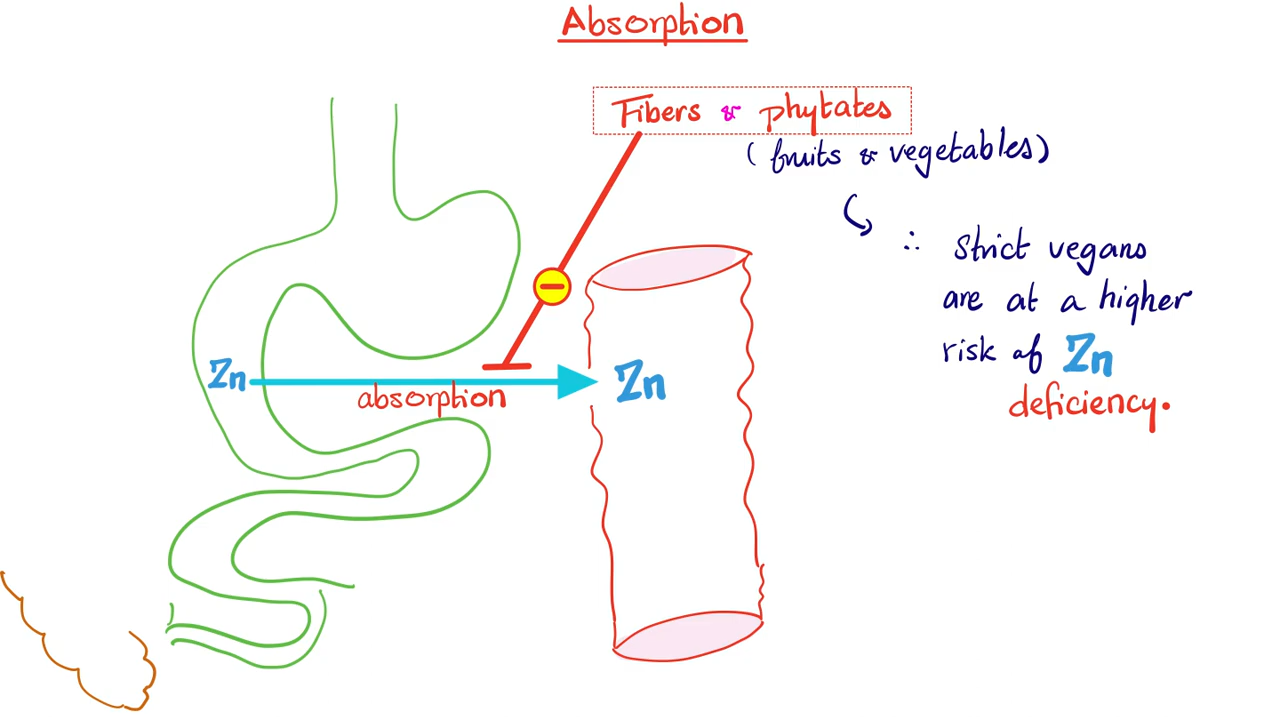 Absorption
Fibers & phytates
(fruits & vegetables)
∴ Strict vegans
are at a higher
risk of Zn
deficiency.
Zn
absorption
Zn